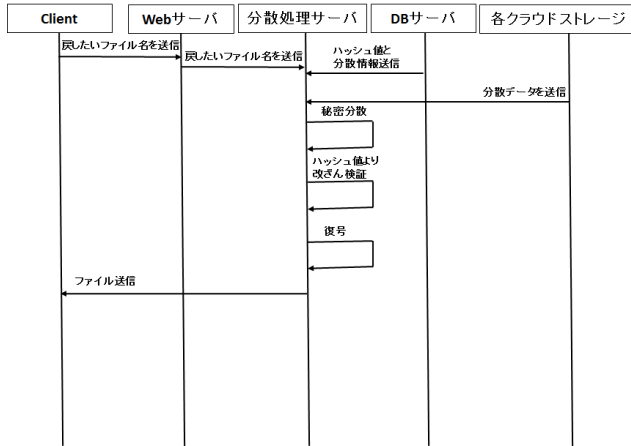 Client
Webサーバ
分散処理サーバ
DBサーバ
各クラウドストレージ
戻したいファイル名を送信
戻したいファイル名を送信
ハッシュ値と
分散情報送信
分散データを送信
秘密分散
ハッシュ値より
改ざん検証
復号
ファイル送信